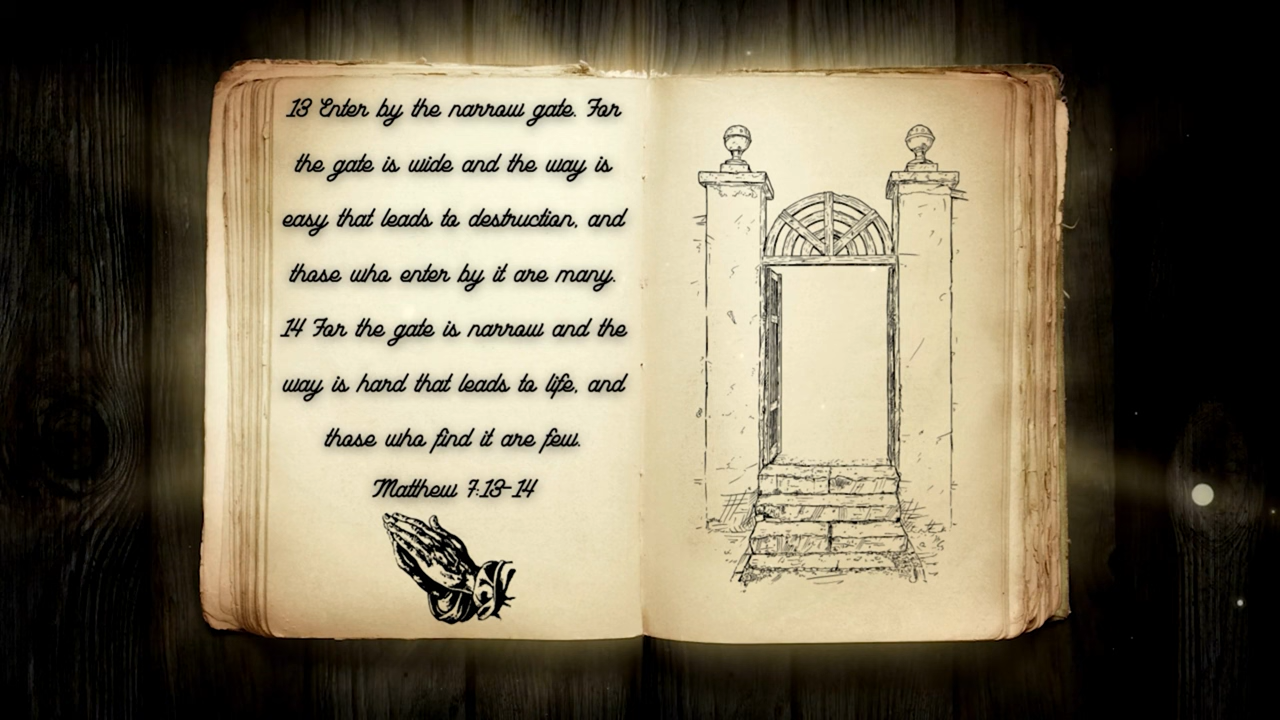 13 Enter by the narrow gate. For
the gate is wide and the way is
easy that leads to destruction, and
those who enter by it are many.
14 For the gate is narrow and the
way is hard that leads to life, and
those who find it are few.
Matthew 7:13-14